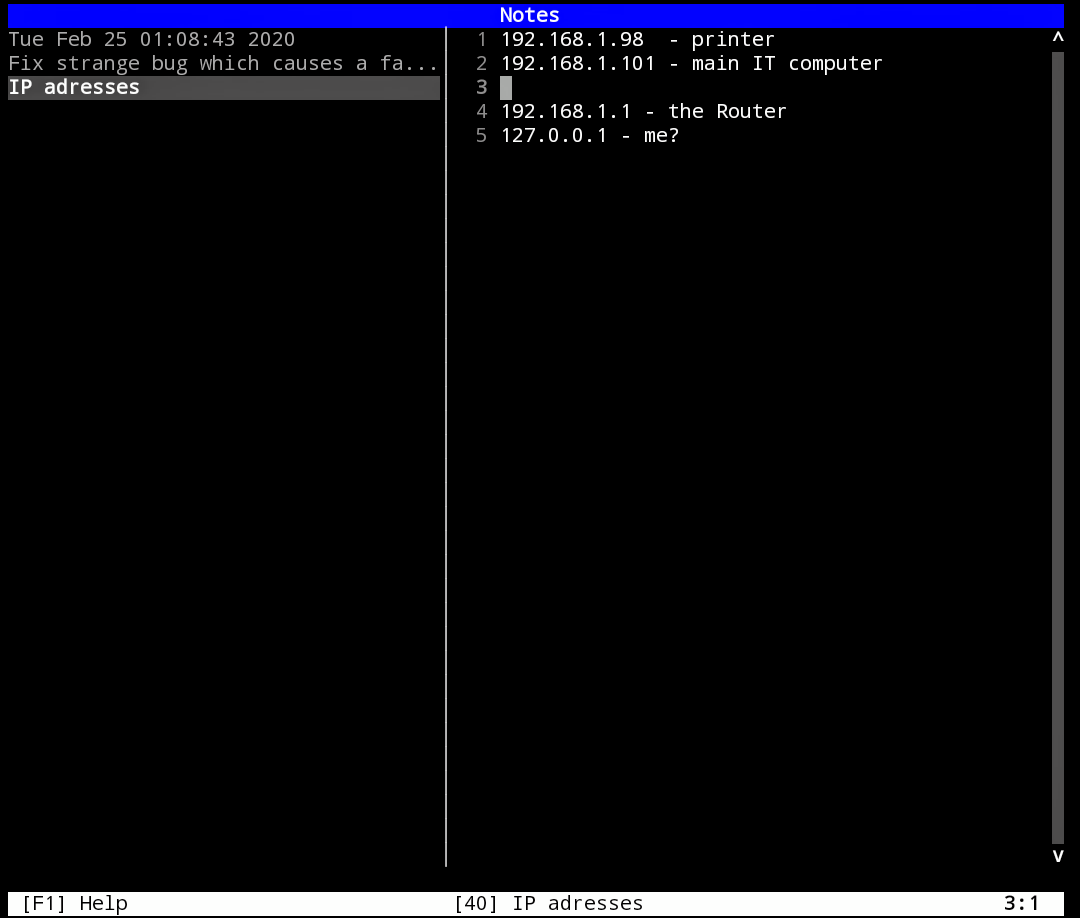 Notes
Tue Feb 25 01:08:43 2020
Fix strange bug which causes a fa...
IP adresses
1 192.168.1.98  - printer
2 192.168.1.101 - main IT computer
3
4 192.168.1.1 - the Router
5 127.0.0.1 - me?
^
v
[F1] Help [40] IP adresses 3:1